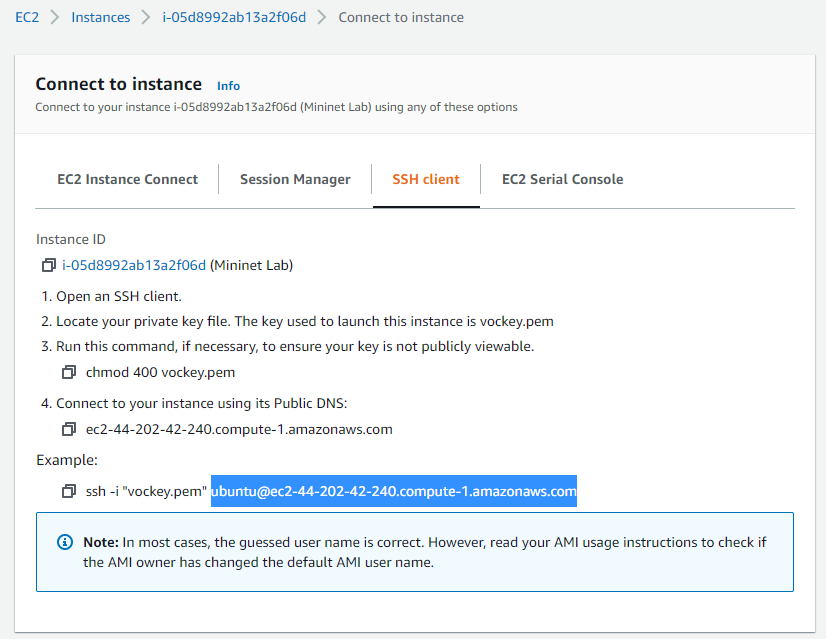 EC2 > Instances > i-05d8992ab13a2f06d > Connect to instance
Connect to instance Info
Connect to your instance i-05d8992ab13a2f06d (Mininet Lab) using any of these options
EC2 Instance Connect Session Manager SSH client EC2 Serial Console
Instance ID
i-05d8992ab13a2f06d (Mininet Lab)
1. Open an SSH client.
2. Locate your private key file. The key used to launch this instance is vockey.pem
3. Run this command, if necessary, to ensure your key is not publicly viewable.
chmod 400 vockey.pem
4. Connect to your instance using its Public DNS:
ec2-44-202-42-240.compute-1.amazonaws.com
Example:
ssh -i "vockey.pem" ubuntu@ec2-44-202-42-240.compute-1.amazonaws.com
Note: In most cases, the guessed user name is correct. However, read your AMI usage instructions to check if
the AMI owner has changed the default AMI user name.